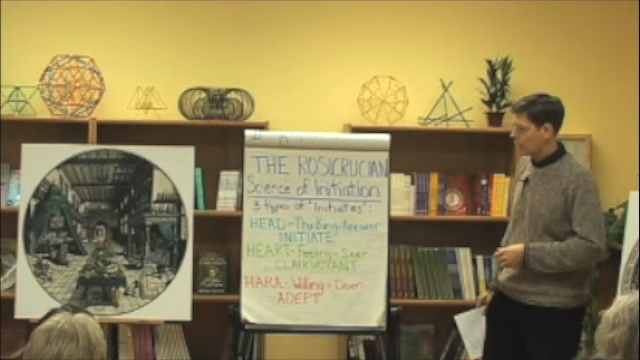 THE ROSICRUCIAN
Science of Initiation
3 types of "Initiates":
HEAD - Thinking - Knower
INITIATE
HEART - Feeling - Seer
CLAIRVOYANT
HARA - Willing - Doer
ADEPT